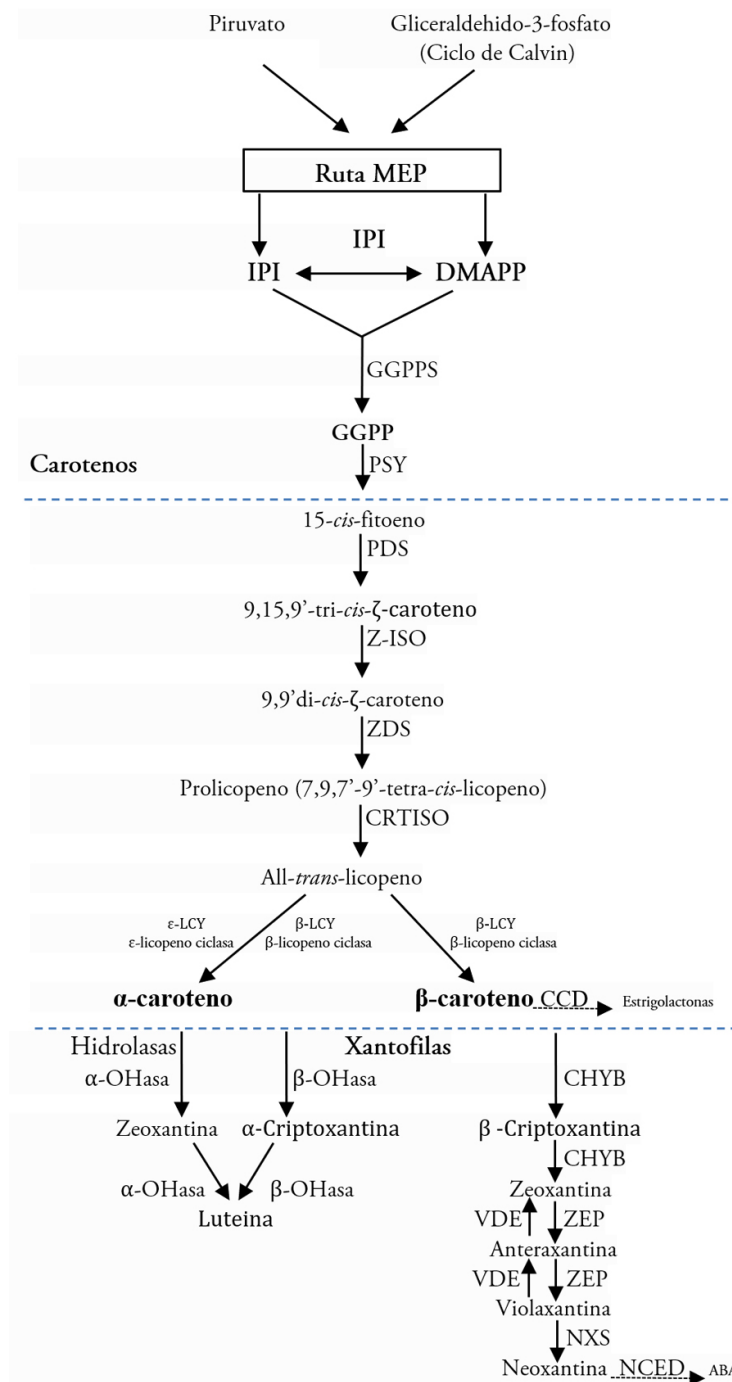 Piruvato
Gliceraldehido-3-fosfato
(Ciclo de Calvin)
Ruta MEP
IPI
IPI
DMAPP
GGPPS
GGPP
Carotenos
PSY
15-cis-fitoeno
PDS
9,15,9’-tri-cis-ζ-caroteno
Z-ISO
9,9’di-cis-ζ-caroteno
ZDS
Prolicopeno (7,9,7’-9’-tetra-cis-licopeno)
CRTISO
All-trans-licopeno
ε-LCY
ε-licopeno ciclasa
β-LCY
β-licopeno ciclasa
β-LCY
β-licopeno ciclasa
α-caroteno
β-caroteno
CCD
Estrigolactonas
Hidrolasas
Xantofilas
α-OHasa
β-OHasa
CHYB
Zeoxantina
α-Criptoxantina
β -Criptoxantina
CHYB
α-OHasa
β-OHasa
Zeoxantina
Luteina
VDE
ZEP
Anteraxantina
VDE
ZEP
Violaxantina
NXS
Neoxantina
NCED
ABA